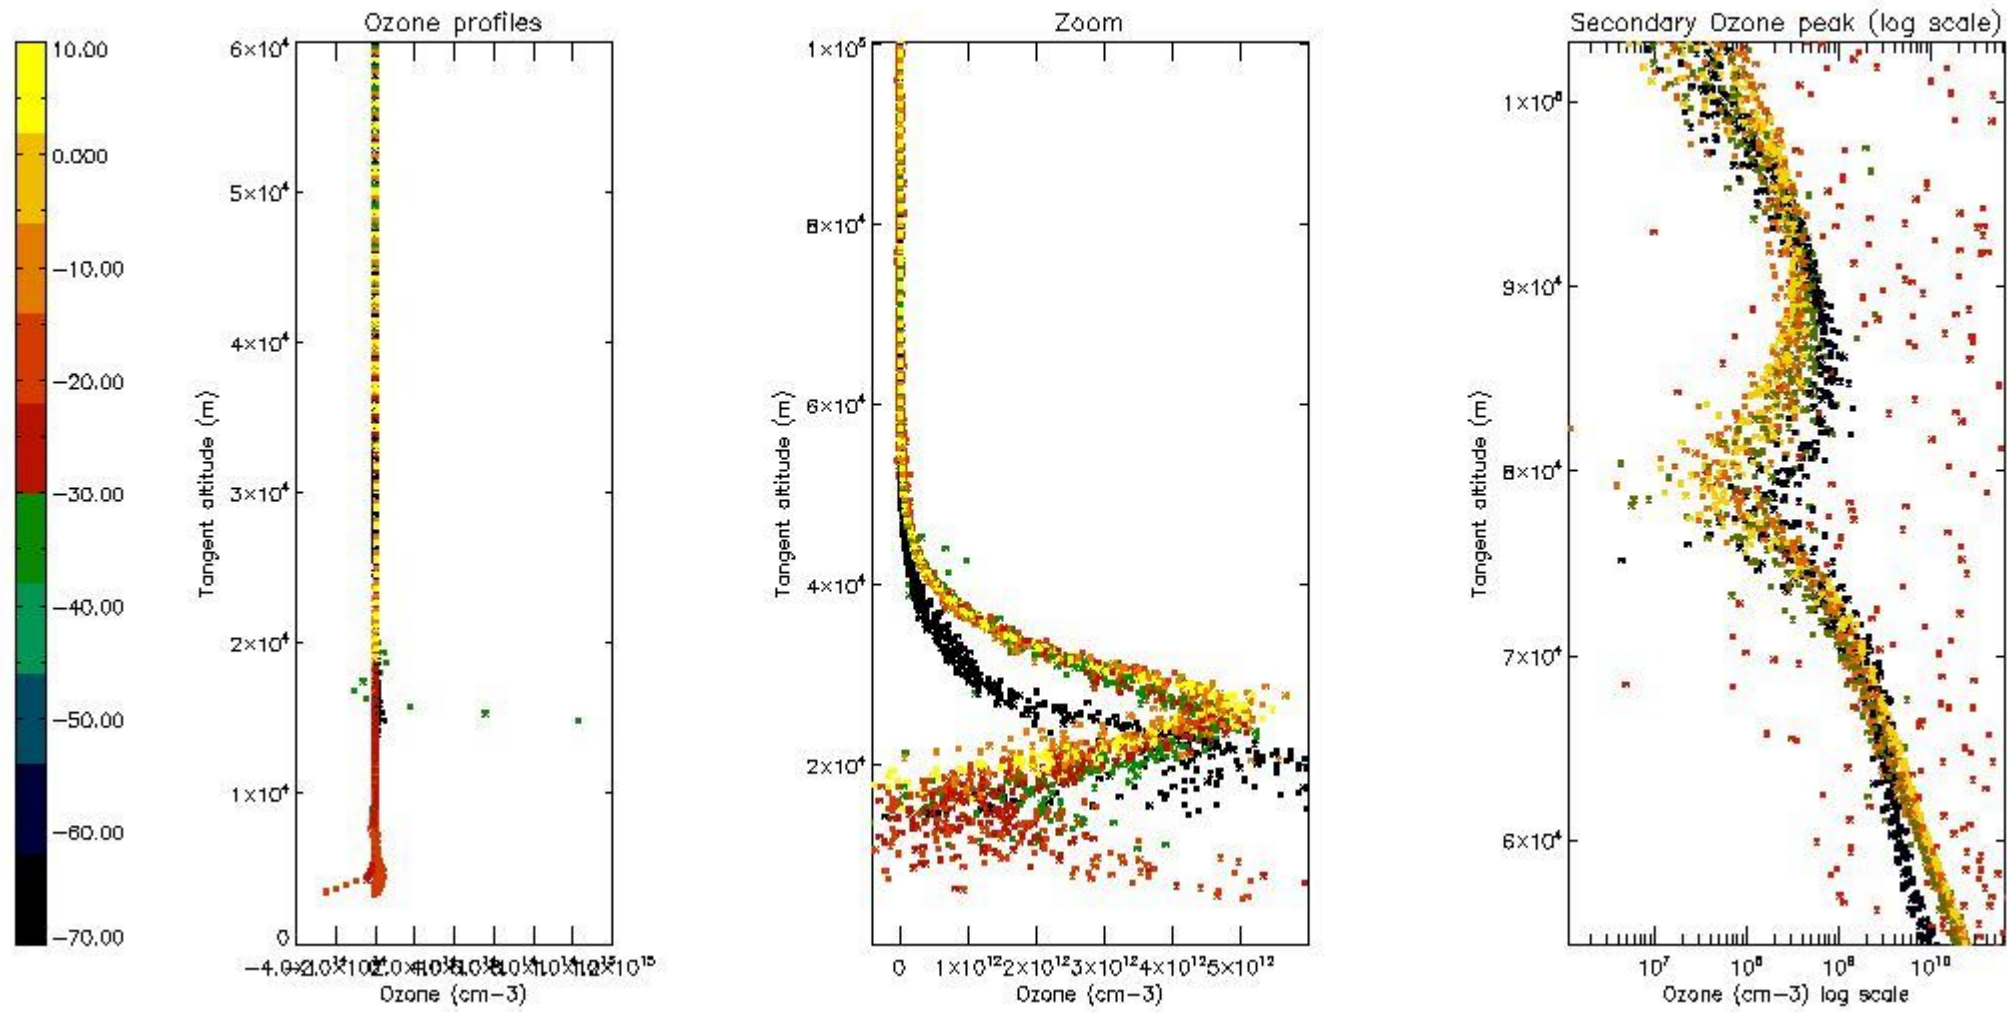 Ozone profiles
Zoom
Secondary Ozone peak (log scale)
10.00
0.000
-10.00
-20.00
-30.00
-40.00
-50.00
-60.00
-70.00
6×10⁴
5×10⁴
4×10⁴
3×10⁴
2×10⁴
1×10⁴
0
Tangent altitude (m)
Ozone (cm-3)
1×10⁵
8×10⁴
6×10⁴
4×10⁴
2×10⁴
Tangent altitude (m)
0 1×10¹² 2×10¹² 3×10¹² 4×10¹² 5×10¹²
Ozone (cm-3)
1×10⁵
9×10⁴
8×10⁴
7×10⁴
6×10⁴
Tangent altitude (m)
10⁷ 10⁸ 10⁹ 10¹⁰
Ozone (cm-3) log scale